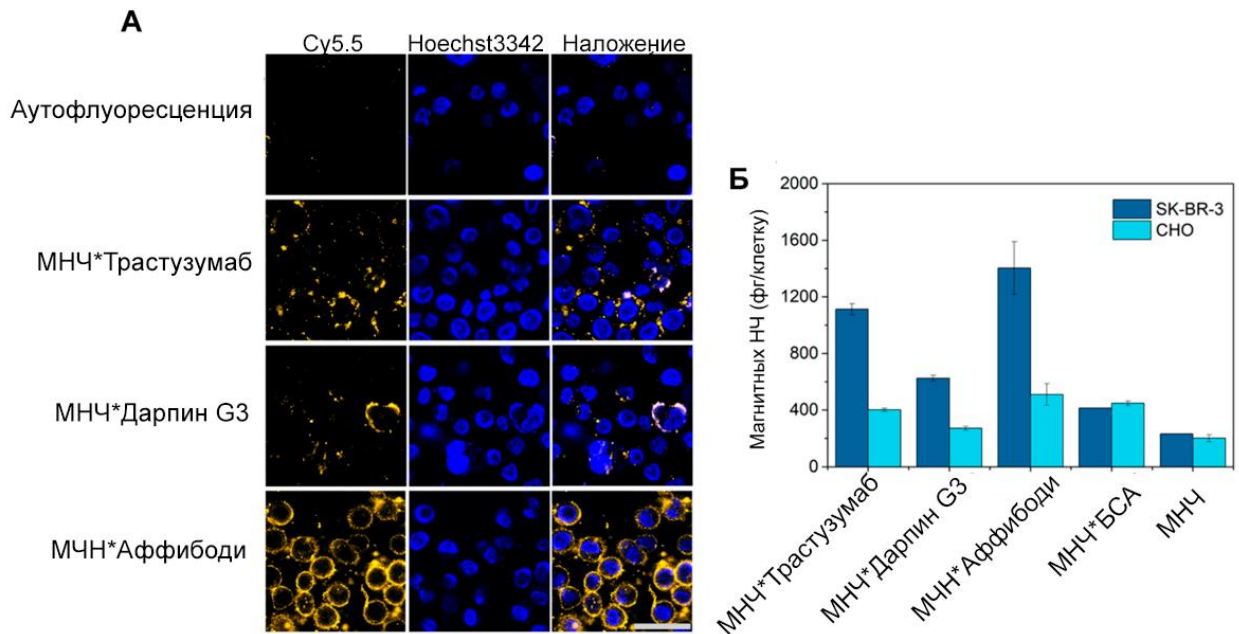 А
Cy5.5 Hoechst3342 Наложение
Аутофлуоресценция
МНЧ*Трастузумаб
МНЧ*Дарпин G3
МЧН*Аффибоди
Б
Магнитных НЧ (фг/клетку)
2000
1600
1200
800
400
0
SK-BR-3
CHO
МНЧ*Трастузумаб
МНЧ*Дарпин G3
МЧН*Аффибоди
МНЧ*БСА
МНЧ